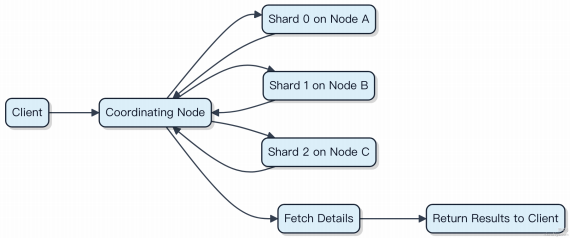 Shard 0 on Node A
Shard 1 on Node B
Client
Coordinating Node
Shard 2 on Node C
Fetch Details
Return Results to Client